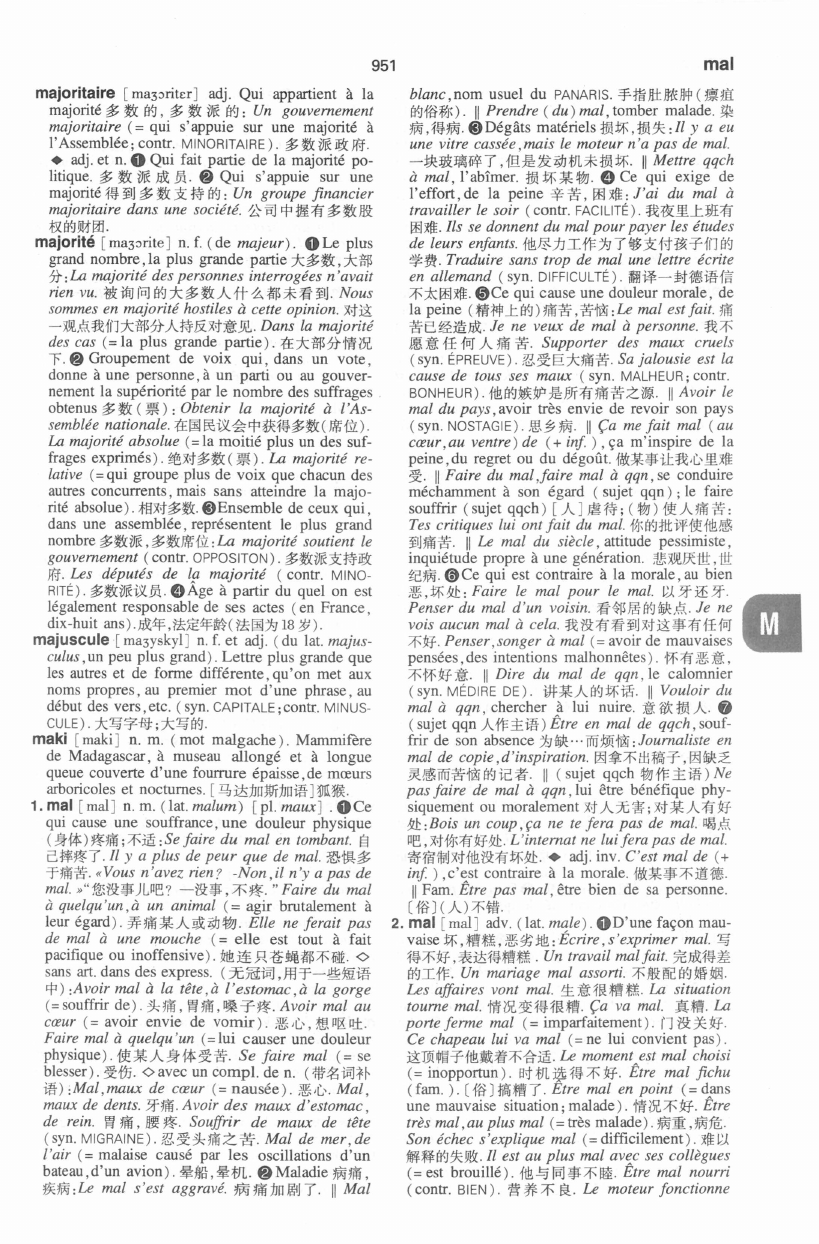 951
mal
majoritaire [maʒɔriter] adj. Qui appartient à la
majorité 多数的, 多数派的: Un gouvernement
majoritaire (= qui s'appuie sur une majorité à
l'Assemblée; contr. MINORITAIRE). 多数派政府.
◆ adj. et n. ❶ Qui fait partie de la majorité po-
litique. 多数派成员. ❷ Qui s'appuie sur une
majorité 得到多数支持的: Un groupe financier
majoritaire dans une société. 公司中握有多数股
权的财团.
majorité [maʒɔrite] n. f. (de majeur). ❶Le plus
grand nombre, la plus grande partie 大多数,大部
分:La majorité des personnes interrogées n'avait
rien vu. 被询问的大多数人什么都未看到. Nous
sommes en majorité hostiles à cette opinion. 对这
一观点我们大部分人持反对意见. Dans la majorité
des cas (= la plus grande partie). 在大部分情况
下. ❷ Groupement de voix qui, dans un vote,
donne à une personne, à un parti ou au gouver-
nement la supériorité par le nombre des suffrages
obtenus 多数(票): Obtenir la majorité à l'As-
semblée nationale. 在国民议会中获得多数(席位).
La majorité absolue (= la moitié plus un des suf-
frages exprimés). 绝对多数(票). La majorité re-
lative (= qui groupe plus de voix que chacun des
autres concurrents, mais sans atteindre la majo-
rité absolue). 相对多数. ❸Ensemble de ceux qui,
dans une assemblée, représentent le plus grand
nombre 多数派,多数席位:La majorité soutient le
gouvernement (contr. OPPOSITON). 多数派支持政
府. Les députés de la majorité (contr. MINO-
RITÉ). 多数派议员. ❹Âge à partir du quel on est
légalement responsable de ses actes (en France,
dix-huit ans).成年,法定年龄(法国为18岁).
majuscule [maʒyskyl] n. f. et adj. (du lat. majus-
culus, un peu plus grand). Lettre plus grande que
les autres et de forme différente, qu'on met aux
noms propres, au premier mot d'une phrase, au
début des vers, etc. (syn. CAPITALE; contr. MINUS-
CULE). 大写字母;大写的.
maki [maki] n. m. (mot malgache). Mammifère
de Madagascar, à museau allongé et à longue
queue couverte d'une fourrure épaisse, de mœurs
arboricoles et nocturnes. [马达加斯加语]狐猴.
1. mal [mal] n. m. (lat. malum) [pl. maux]. ❶Ce
qui cause une souffrance, une douleur physique
(身体)疼痛;不适:Se faire du mal en tombant. 自
己摔疼了. Il y a plus de peur que de mal. 恐惧多
于痛苦. «Vous n'avez rien? -Non, il n'y a pas de
mal. »“您没事儿吧? —没事,不疼. ” Faire du mal
à quelqu'un, à un animal (= agir brutalement à
leur égard). 弄痛某人或动物. Elle ne ferait pas
de mal à une mouche (= elle est tout à fait
pacifique ou inoffensive). 她连只苍蝇都不碰. ◇
sans art. dans des express. (无冠词,用于一些短语
中):Avoir mal à la tête, à l'estomac, à la gorge
(= souffrir de). 头痛,胃痛,嗓子疼. Avoir mal au
cœur (= avoir envie de vomir). 恶心,想呕吐.
Faire mal à quelqu'un (= lui causer une douleur
physique). 使某人身体受苦. Se faire mal (= se
blesser). 受伤. ◇avec un compl. de n. (带名词补
语):Mal, maux de cœur (= nausée). 恶心. Mal,
maux de dents. 牙痛. Avoir des maux d'estomac,
de rein. 胃痛, 腰疼. Souffrir de maux de tête
(syn. MIGRAINE). 忍受头痛之苦. Mal de mer, de
l'air (= malaise causé par les oscillations d'un
bateau, d'un avion). 晕船,晕机. ❷Maladie 病痛,
疾病:Le mal s'est aggravé. 病痛加剧了. ‖ Mal
blanc, nom usuel du PANARIS. 手指肚脓肿(瘭疽
的俗称). ‖ Prendre (du) mal, tomber malade. 染
病,得病. ❸Dégâts matériels 损坏,损失:Il y a eu
une vitre cassée, mais le moteur n'a pas de mal.
一块玻璃碎了,但是发动机未损坏. ‖ Mettre qqch
à mal, l'abîmer. 损坏某物. ❹ Ce qui exige de
l'effort, de la peine 辛苦, 困难: J'ai du mal à
travailler le soir (contr. FACILITÉ). 我夜里上班有
困难. Ils se donnent du mal pour payer les études
de leurs enfants. 他尽力工作为了够支付孩子们的
学费. Traduire sans trop de mal une lettre écrite
en allemand (syn. DIFFICULTÉ). 翻译一封德语信
不太困难. ❺Ce qui cause une douleur morale, de
la peine (精神上的)痛苦,苦恼:Le mal est fait. 痛
苦已经造成. Je ne veux de mal à personne. 我不
愿意任何人痛苦. Supporter des maux cruels
(syn. ÉPREUVE). 忍受巨大痛苦. Sa jalousie est la
cause de tous ses maux (syn. MALHEUR; contr.
BONHEUR). 他的嫉妒是所有痛苦之源. ‖ Avoir le
mal du pays, avoir très envie de revoir son pays
(syn. NOSTAGIE). 思乡病. ‖ Ça me fait mal (au
cœur, au ventre) de (+ inf.), ça m'inspire de la
peine, du regret ou du dégoût. 做某事让我心里难
受. ‖ Faire du mal, faire mal à qqn, se conduire
méchamment à son égard (sujet qqn); le faire
souffrir (sujet qqch) [人]虐待;(物)使人痛苦:
Tes critiques lui ont fait du mal. 你的批评使他感
到痛苦. ‖ Le mal du siècle, attitude pessimiste,
inquiétude propre à une génération. 悲观厌世,世
纪病. ❻Ce qui est contraire à la morale, au bien
恶,坏处: Faire le mal pour le mal. 以牙还牙.
Penser du mal d'un voisin. 看邻居的缺点. Je ne
vois aucun mal à cela. 我没有看到对这事有任何
不好. Penser, songer à mal (= avoir de mauvaises
pensées, des intentions malhonnêtes). 怀有恶意,
不怀好意. ‖ Dire du mal de qqn, le calomnier
(syn. MÉDIRE DE). 讲某人的坏话. ‖ Vouloir du
mal à qqn, chercher à lui nuire. 意欲损人. ❼
(sujet qqn 人作主语) Être en mal de qqch, souf-
frir de son absence 为缺…而烦恼:Journaliste en
mal de copie, d'inspiration. 因拿不出稿子,因缺乏
灵感而苦恼的记者. ‖ (sujet qqch 物作主语) Ne
pas faire de mal à qqn, lui être bénéfique phy-
siquement ou moralement 对人无害;对某人有好
处:Bois un coup, ça ne te fera pas de mal. 喝点
吧,对你有好处. L'internat ne lui fera pas de mal.
寄宿制对他没有坏处. ◆ adj. inv. C'est mal de (+
inf.), c'est contraire à la morale. 做某事不道德.
‖ Fam. Être pas mal, être bien de sa personne.
[俗](人)不错.
2. mal [mal] adv. (lat. male). ❶D'une façon mau-
vaise 坏,糟糕,恶劣地: Écrire, s'exprimer mal. 写
得不好,表达得糟糕. Un travail mal fait. 完成得差
的工作. Un mariage mal assorti. 不般配的婚姻.
Les affaires vont mal. 生意很糟糕. La situation
tourne mal. 情况变得很糟. Ça va mal. 真糟. La
porte ferme mal (= imparfaitement). 门没关好.
Ce chapeau lui va mal (= ne lui convient pas).
这顶帽子他戴着不合适. Le moment est mal choisi
(= inopportun). 时机选得不好. Être mal fichu
(fam.). [俗]搞糟了. Être mal en point (= dans
une mauvaise situation; malade). 情况不好. Être
très mal, au plus mal (= très malade). 病重,病危.
Son échec s'explique mal (= difficilement). 难以
解释的失败. Il est au plus mal avec ses collègues
(= est brouillé). 他与同事不睦. Être mal nourri
(contr. BIEN). 营养不良. Le moteur fonctionne
M